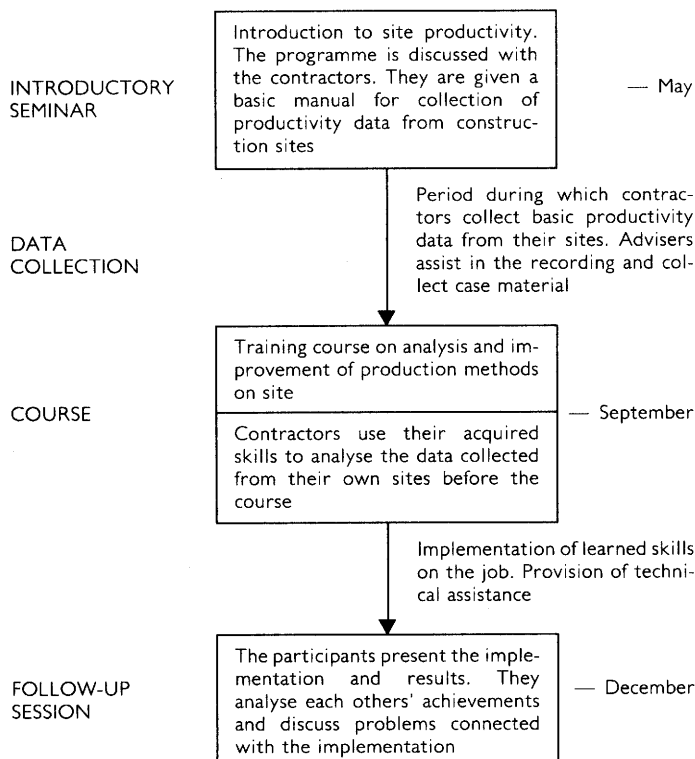 Introduction to site productivity.
The programme is discussed with
the contractors. They are given a
basic manual for collection of
productivity data from construc-
tion sites
INTRODUCTORY
SEMINAR
— May
Period during which contrac-
tors collect basic productivity
data from their sites. Advisers
assist in the recording and col-
lect case material
DATA
COLLECTION
Training course on analysis and im-
provement of production methods
on site
COURSE
— September
Contractors use their acquired
skills to analyse the data collected
from their own sites before the
course
Implementation of learned skills
on the job. Provision of techni-
cal assistance
The participants present the imple-
mentation and results. They
analyse each others' achievements
and discuss problems connected
with the implementation
FOLLOW-UP
SESSION
— December